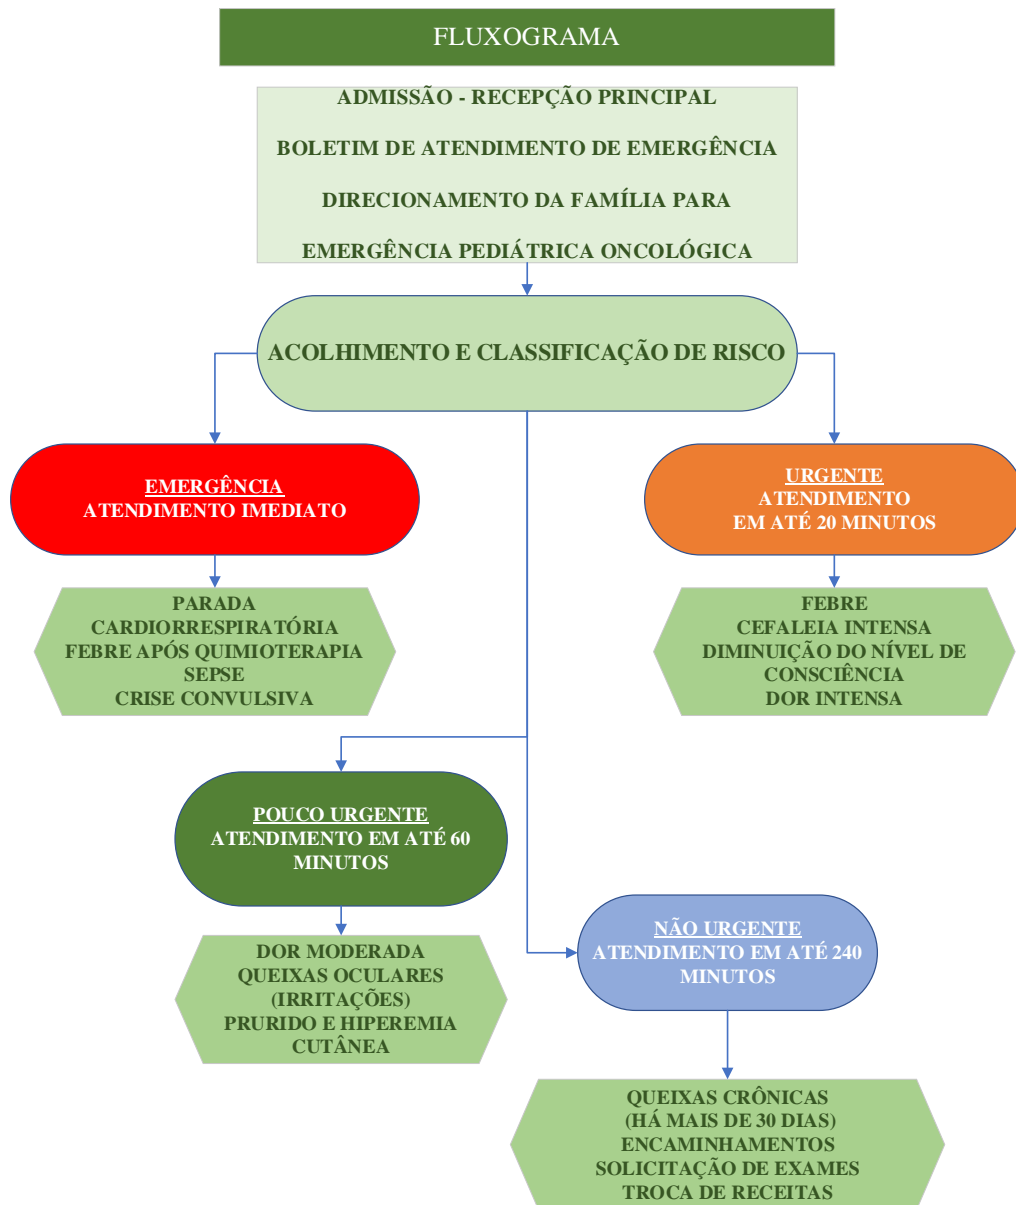 FLUXOGRAMA
ADMISSÃO - RECEPÇÃO PRINCIPAL
BOLETIM DE ATENDIMENTO DE EMERGÊNCIA
DIRECIONAMENTO DA FAMÍLIA PARA
EMERGÊNCIA PEDIÁTRICA ONCOLÓGICA
ACOLHIMENTO E CLASSIFICAÇÃO DE RISCO
EMERGÊNCIA
ATENDIMENTO IMEDIATO
URGENTE
ATENDIMENTO
EM ATÉ 20 MINUTOS
PARADA
CARDIORRESPIRATÓRIA
FEBRE APÓS QUIMIOTERAPIA
SEPSE
CRISE CONVULSIVA
FEBRE
CEFALEIA INTENSA
DIMINUIÇÃO DO NÍVEL DE
CONSCIÊNCIA
DOR INTENSA
POUCO URGENTE
ATENDIMENTO EM ATÉ 60
MINUTOS
NÃO URGENTE
ATENDIMENTO EM ATÉ 240
MINUTOS
DOR MODERADA
QUEIXAS OCULARES
(IRRITAÇÕES)
PRURIDO E HIPEREMIA
CUTÂNEA
QUEIXAS CRÔNICAS
(HÁ MAIS DE 30 DIAS)
ENCAMINHAMENTOS
SOLICITAÇÃO DE EXAMES
TROCA DE RECEITAS